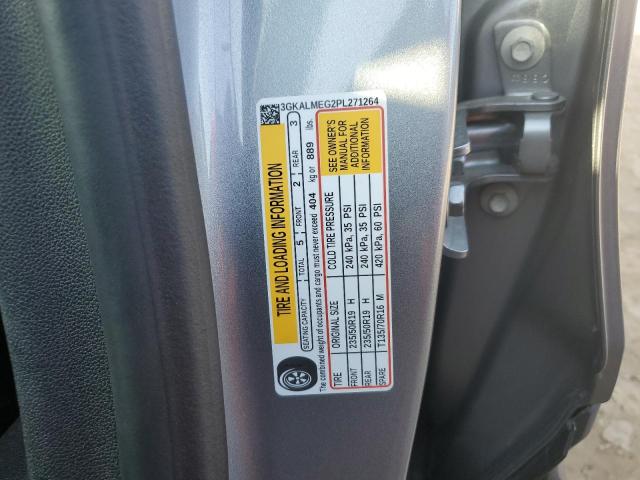 3GKALMEG2PL271264
TIRE AND LOADING INFORMATION
SEATING CAPACITY TOTAL 5 FRONT 2 REAR 3
The combined weight of occupants and cargo must never exceed 404 kg or 889 lbs.
TIRE ORIGINAL SIZE COLD TIRE PRESSURE
FRONT 235/50R19 H 240 kPa, 35 PSI
REAR 235/50R19 H 240 kPa, 35 PSI
SPARE T135/70R16 M 420 kPa, 60 PSI
SEE OWNER'S
MANUAL FOR
ADDITIONAL
INFORMATION